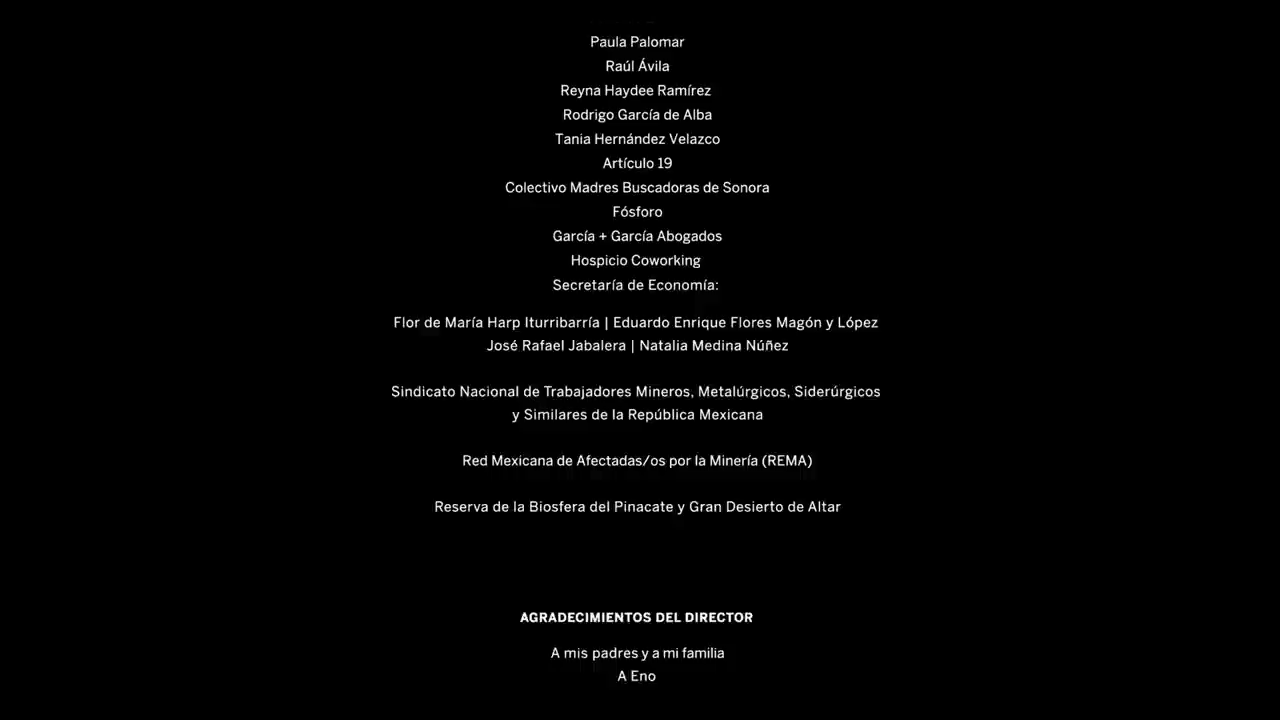 Paula Palomar
Raúl Ávila
Reyna Haydee Ramírez
Rodrigo García de Alba
Tania Hernández Velazco
Artículo 19
Colectivo Madres Buscadoras de Sonora
Fósforo
García + García Abogados
Hospicio Coworking
Secretaría de Economía:
Flor de María Harp Iturribarría | Eduardo Enrique Flores Magón y López
José Rafael Jabalera | Natalia Medina Núñez
Sindicato Nacional de Trabajadores Mineros, Metalúrgicos, Siderúrgicos
y Similares de la República Mexicana
Red Mexicana de Afectadas/os por la Minería (REMA)
Reserva de la Biosfera del Pinacate y Gran Desierto de Altar
AGRADECIMIENTOS DEL DIRECTOR
A mis padres y a mi familia
A Eno